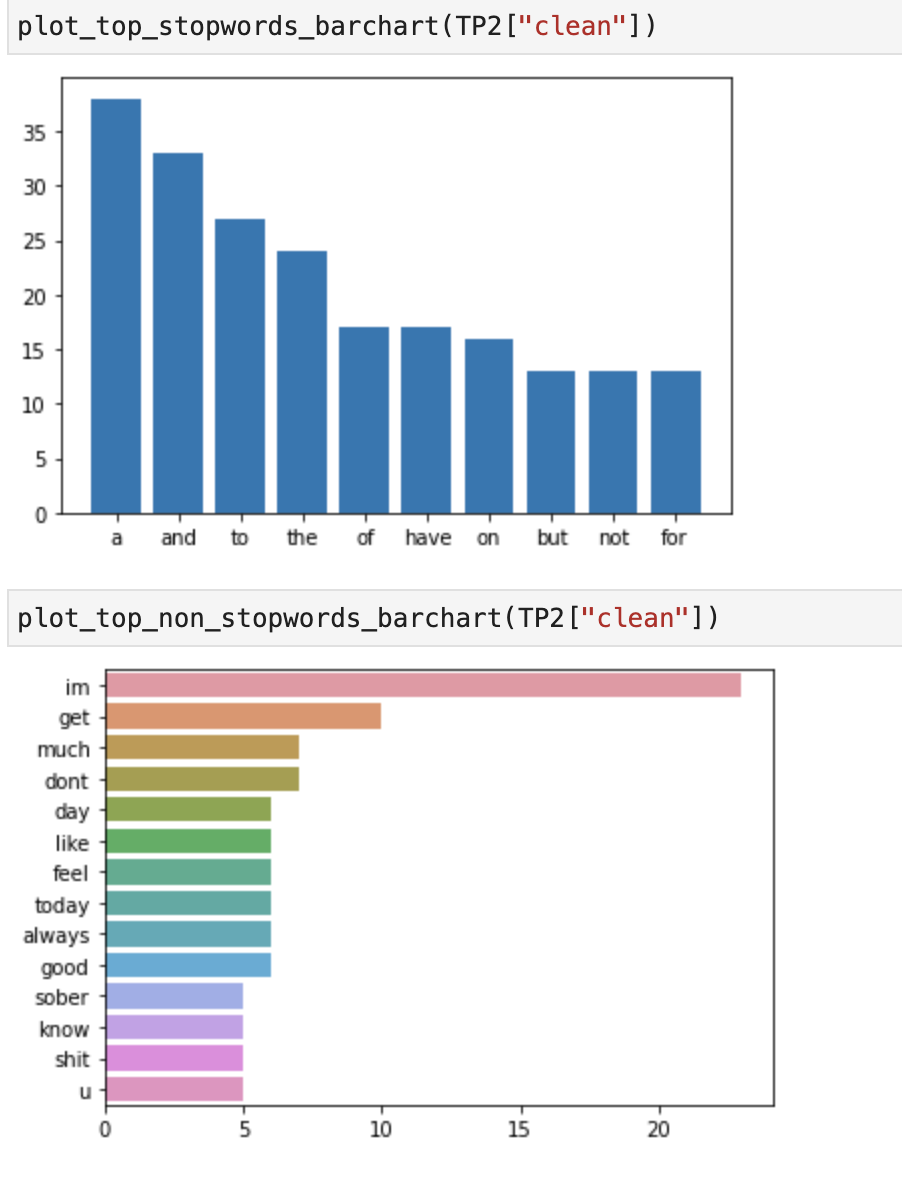 plot_top_stopwords_barchart(TP2["clean"])
35
30
25
20
15
10
5
0
a and to the of have on but not for
plot_top_non_stopwords_barchart(TP2["clean"])
im
get
much
dont
day
like
feel
today
always
good
sober
know
shit
u
0 5 10 15 20